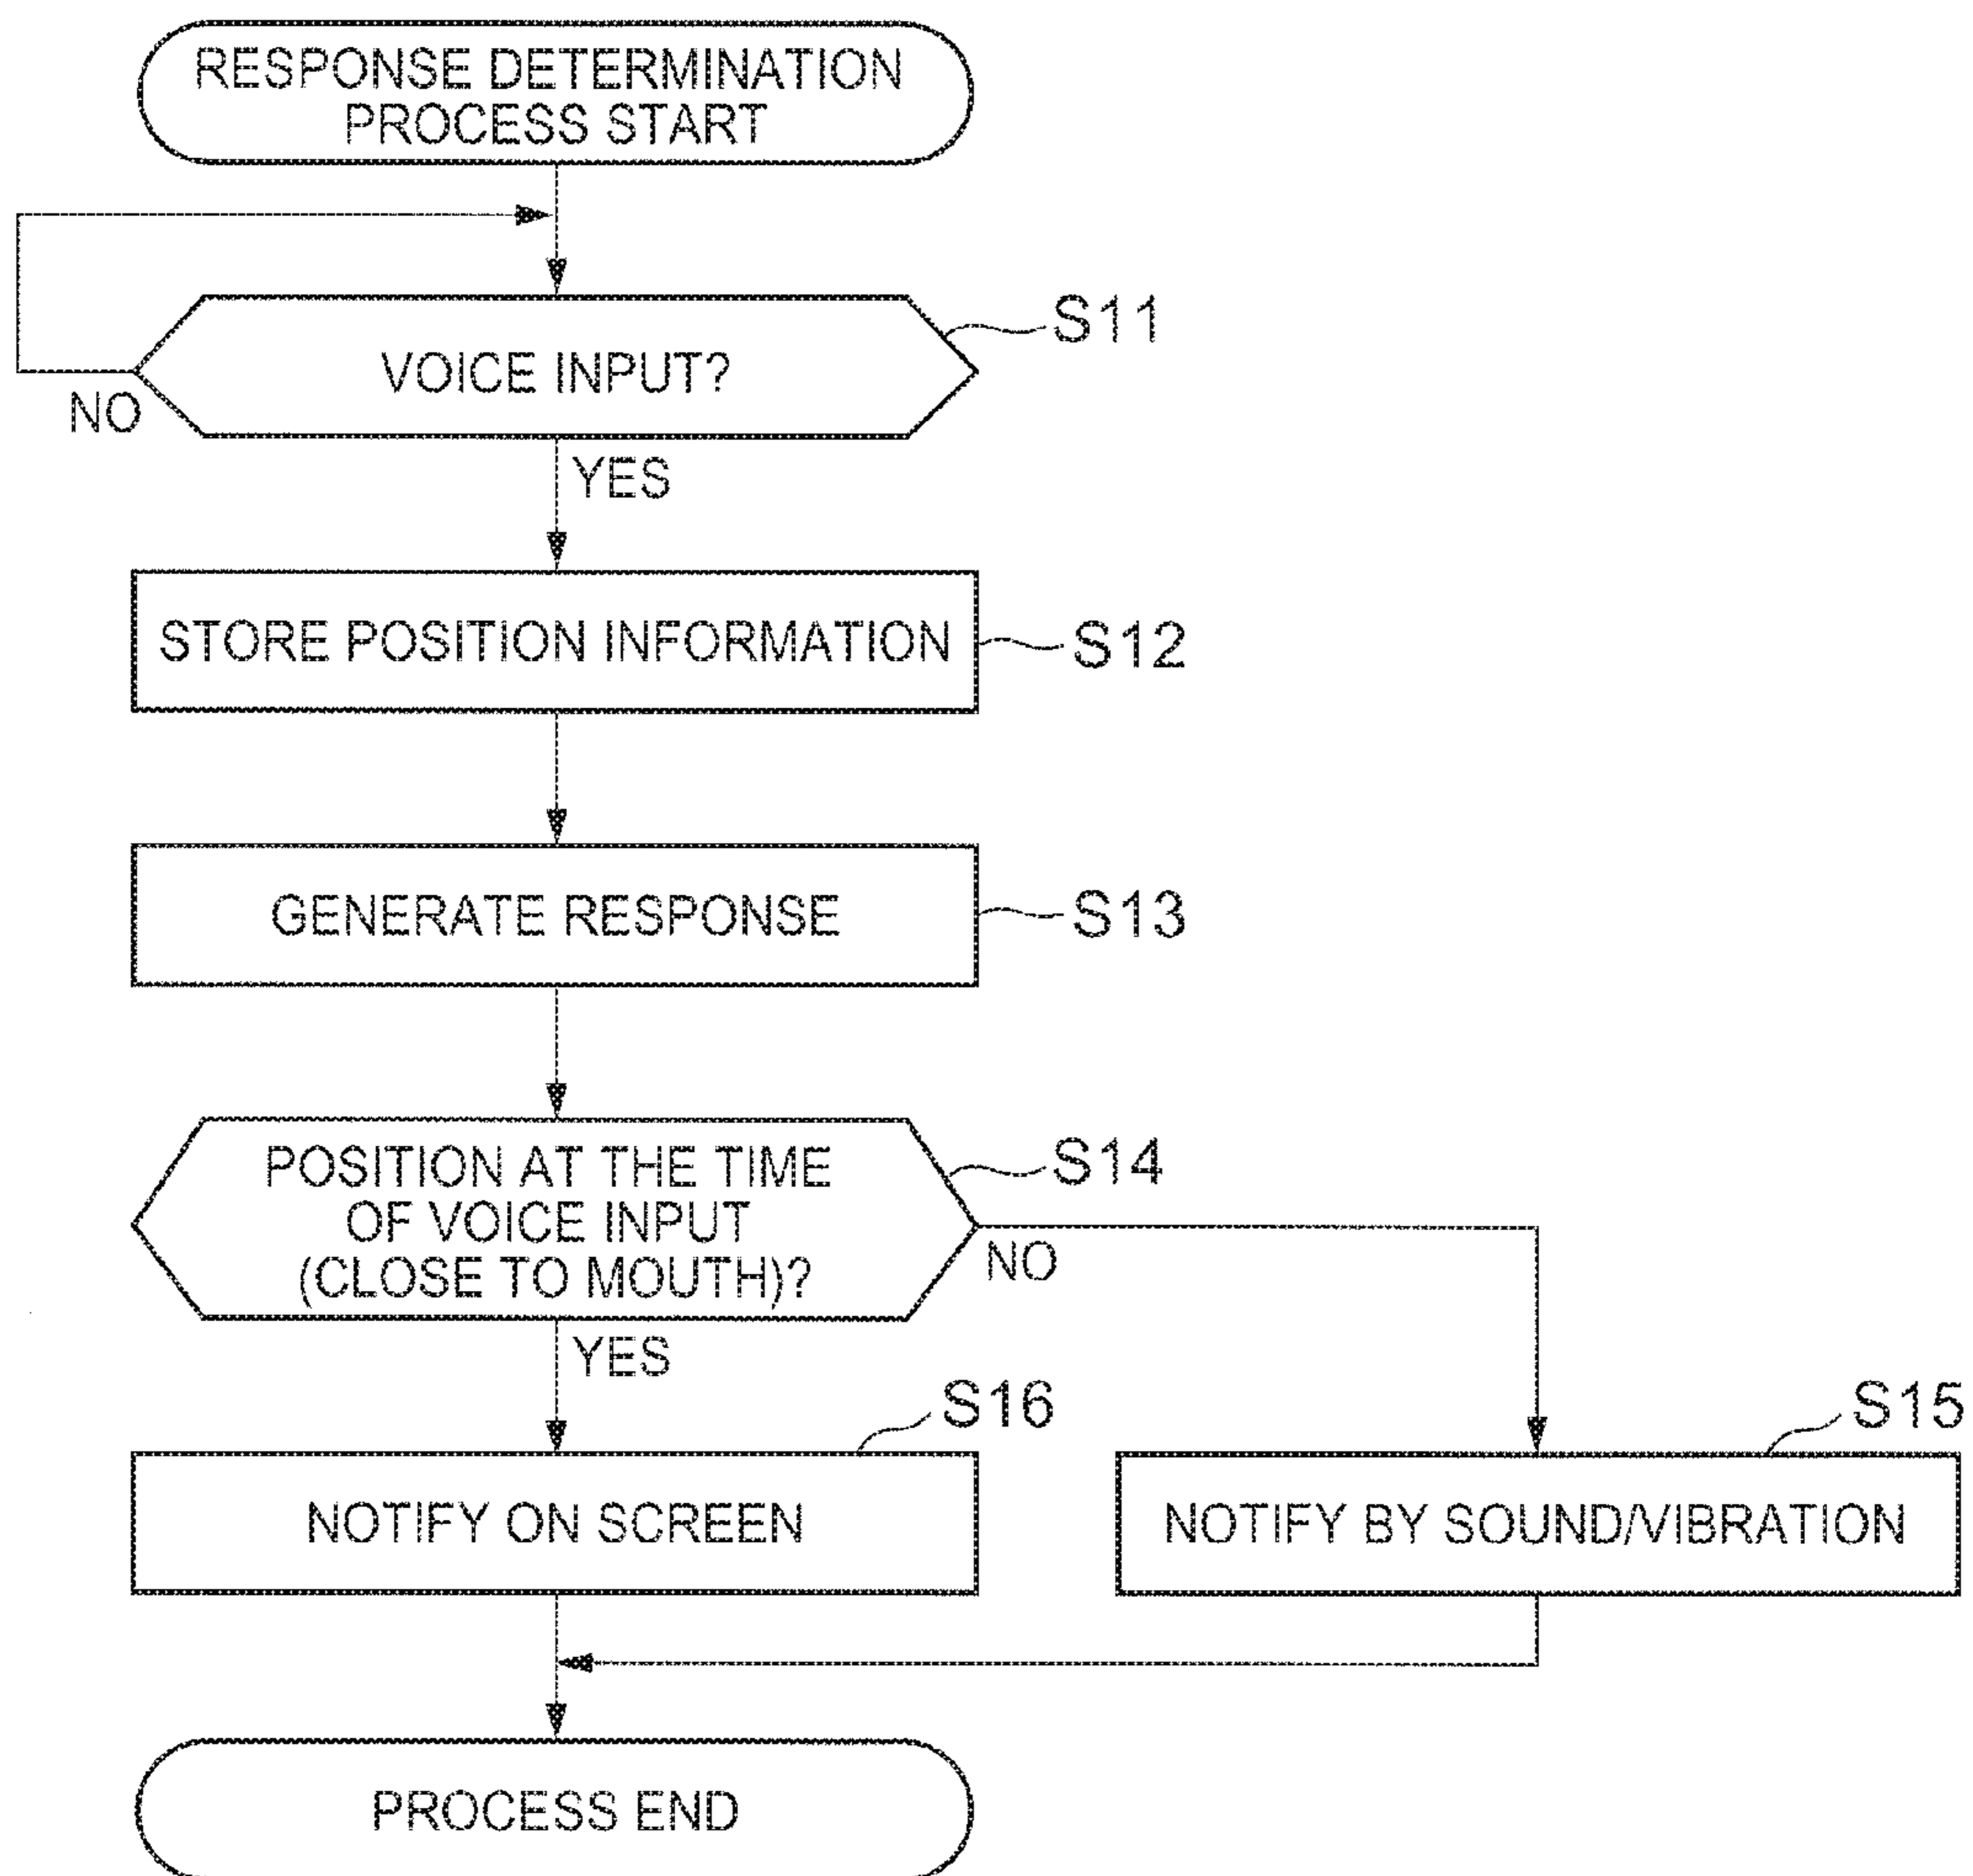 RESPONSE DETERMINATION
PROCESS START
S11
VOICE INPUT?
NO
YES
STORE POSITION INFORMATION
S12
GENERATE RESPONSE
S13
POSITION AT THE TIME
OF VOICE INPUT
(CLOSE TO MOUTH)?
S14
NO
YES
S16
S15
NOTIFY ON SCREEN
NOTIFY BY SOUND/VIBRATION
PROCESS END